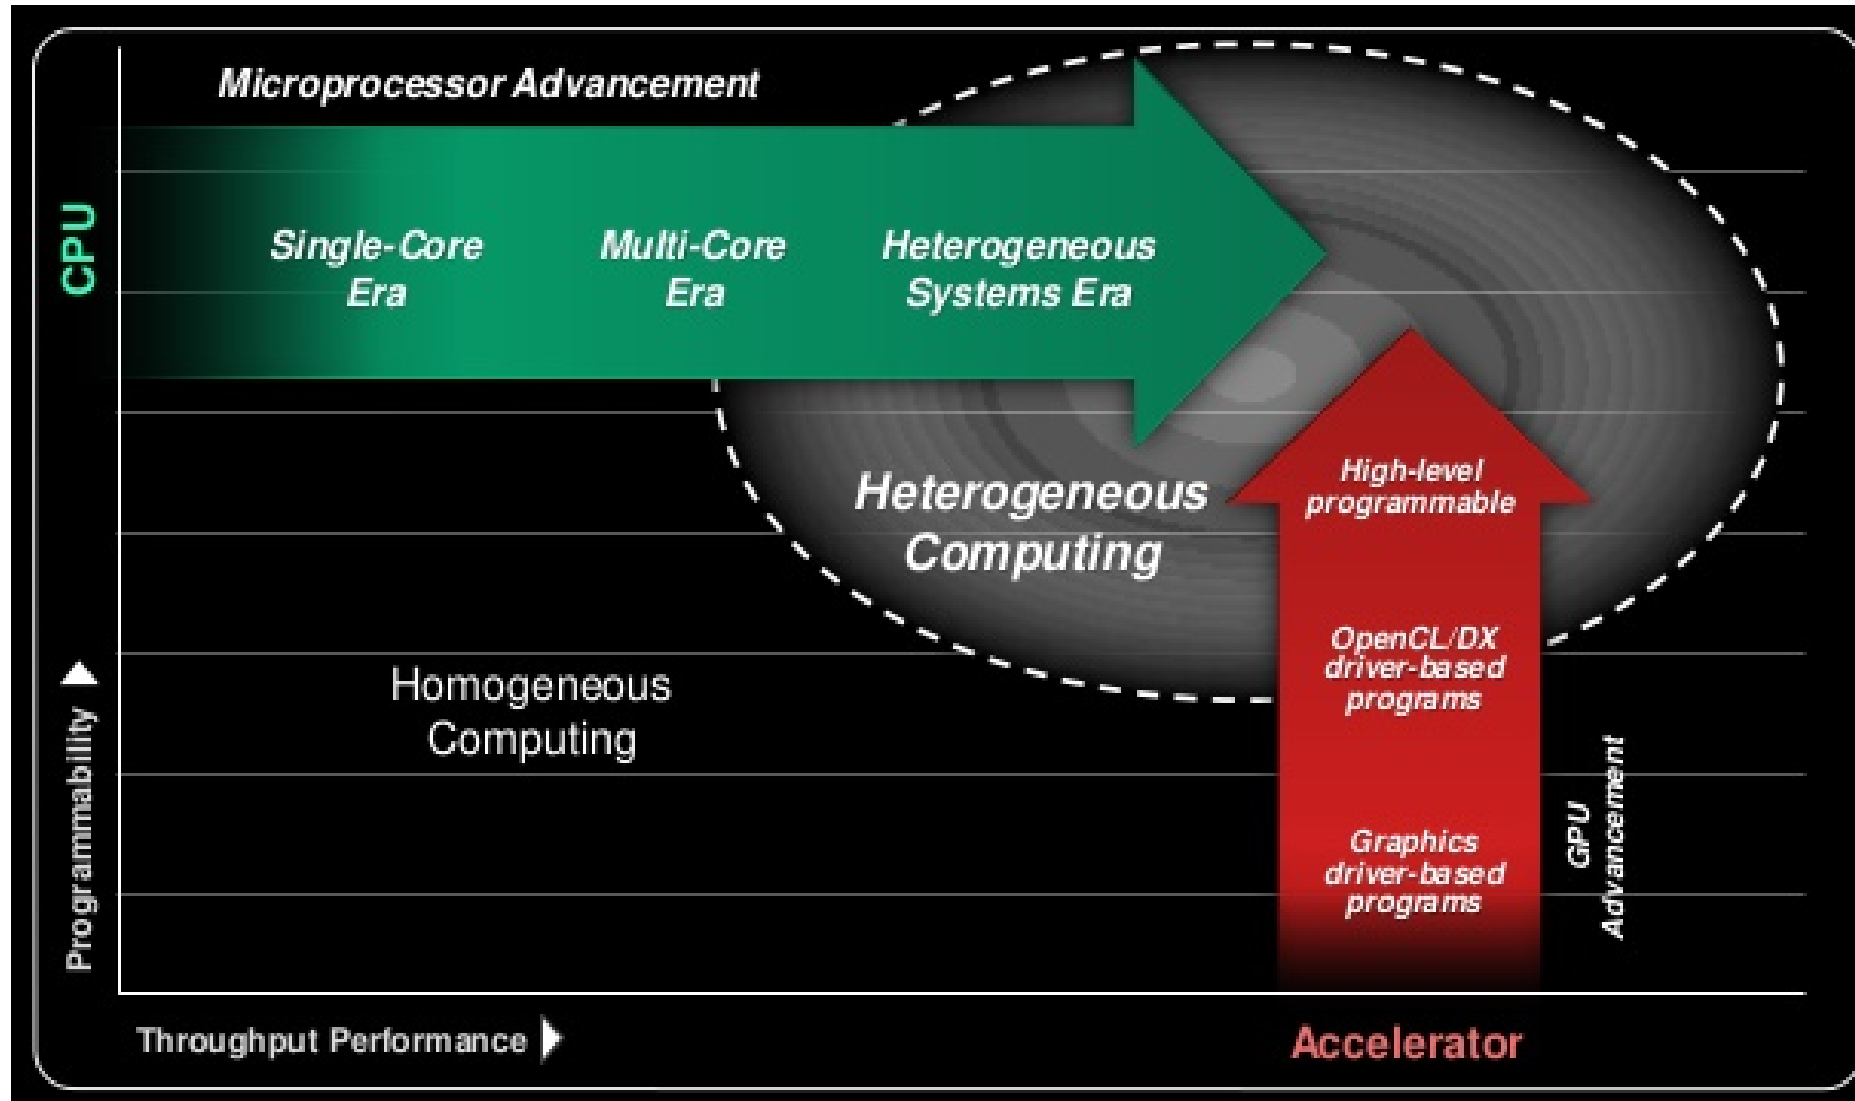 Microprocessor Advancement
CPU
Single-Core
Era
Multi-Core
Era
Heterogeneous
Systems Era
Heterogeneous
Computing
High-level
programmable
OpenCL/DX
driver-based
programs
Graphics
driver-based
programs
GPU
Advancement
Homogeneous
Computing
Programmability
Throughput Performance
Accelerator